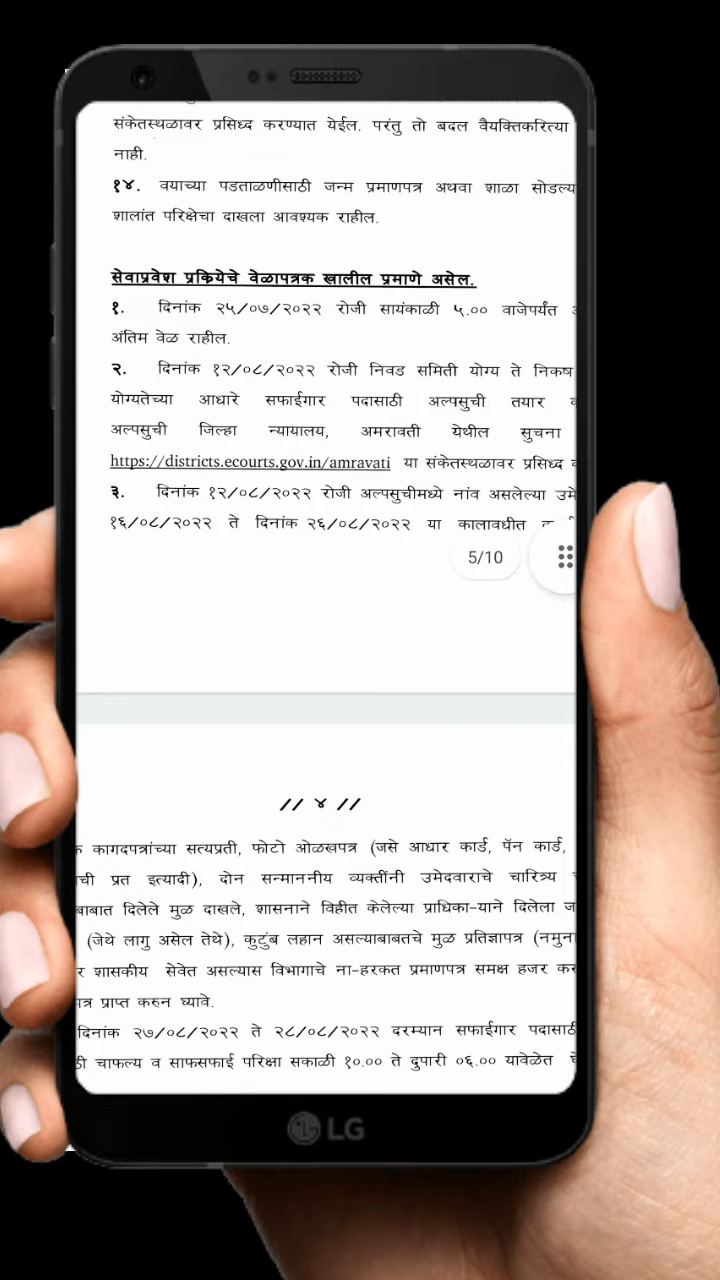 संकेतस्थळावर प्रसिध्द करण्यात येईल. परंतु तो बदल वैयक्तिकरित्या
नाही.
१४. वयाच्या पडताळणीसाठी जन्म प्रमाणपत्र अथवा शाळा सोडल्या
शालांत परिक्षेचा दाखला आवश्यक राहील.
सेवाप्रवेश प्रकियेचे वेळापत्रक खालील प्रमाणे असेल.
१. दिनांक २५/०७/२०२२ रोजी सायंकाळी ५.०० वाजेपर्यंत
अंतिम वेळ राहील.
२. दिनांक १२/०८/२०२२ रोजी निवड समिती योग्य ते निकष
योग्यतेच्या आधारे सफाईगार पदासाठी अल्पसुची तयार
अल्पसुची जिल्हा न्यायालय, अमरावती येथील सुचना
https://districts.ecourts.gov.in/amravati या संकेतस्थळावर प्रसिध्द
३. दिनांक १२/०८/२०२२ रोजी अल्पसुचीमध्ये नांव असलेल्या उमे
१६/०८/२०२२ ते दिनांक २६/०८/२०२२ या कालावधीत
5/10
// ४ //
कागदपत्रांच्या सत्यप्रती, फोटो ओळखपत्र (जसे आधार कार्ड, पॅन कार्ड,
ची प्रत इत्यादी), दोन सन्माननीय व्यक्तींनी उमेदवाराचे चारित्र्य
बाबात दिलेले मुळ दाखले, शासनाने विहीत केलेल्या प्राधिका-याने दिलेला जा
(जेथे लागु असेल तेथे), कुटुंब लहान असल्याबाबतचे मुळ प्रतिज्ञापत्र (नमुना
र शासकीय सेवेत असल्यास विभागाचे ना-हरकत प्रमाणपत्र समक्ष हजर कर
पत्र प्राप्त करुन घ्यावे.
दिनांक २७/०८/२०२२ ते २८/०८/२०२२ दरम्यान सफाईगार पदासाठी
ठी चाफल्य व साफसफाई परिक्षा सकाळी १०.०० ते दुपारी ०६.०० यावेळेत
LG